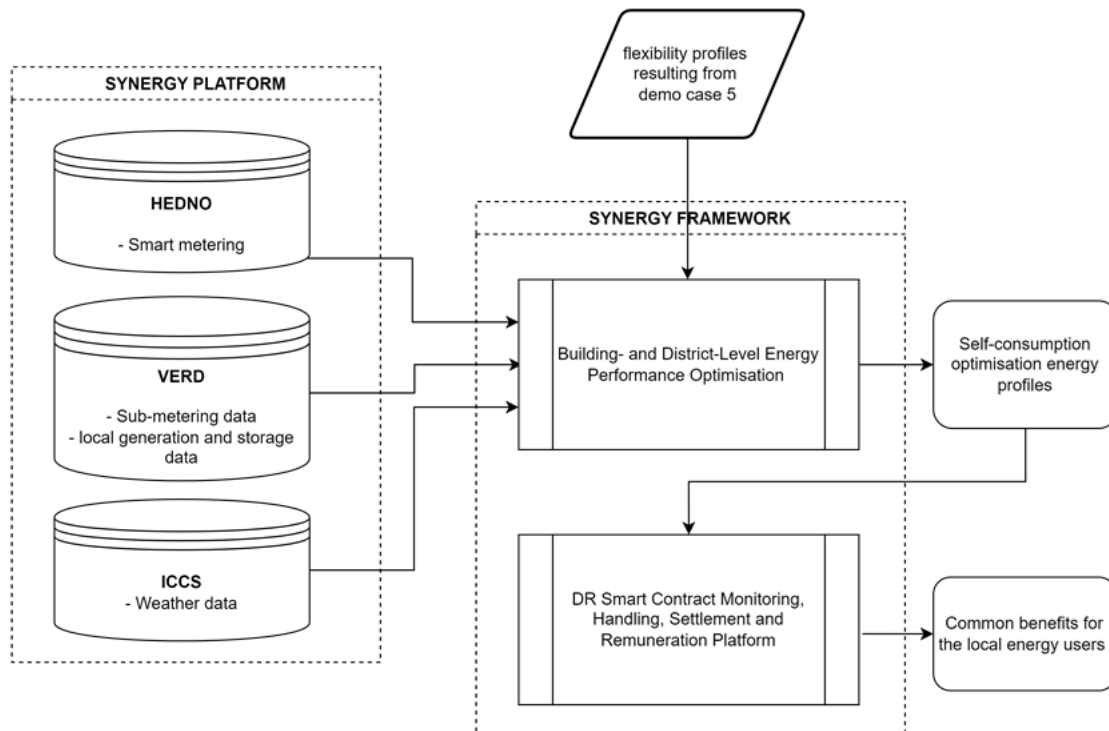 flexibility profiles
resulting from
demo case 5
SYNERGY PLATFORM
HEDNO
- Smart metering
VERD
- Sub-metering data
- local generation and storage
data
ICCS
- Weather data
SYNERGY FRAMEWORK
Building- and District-Level Energy
Performance Optimisation
Self-consumption
optimisation energy
profiles
DR Smart Contract Monitoring,
Handling, Settlement and
Remuneration Platform
Common benefits for
the local energy users